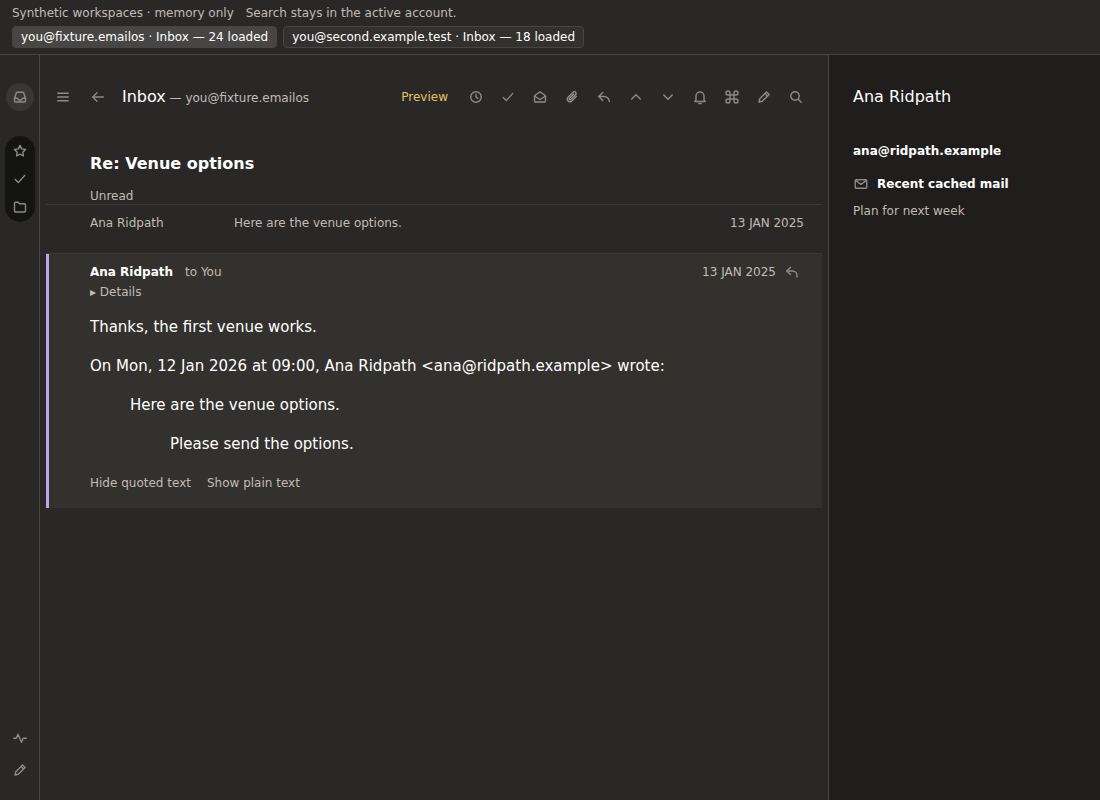 Synthetic workspaces · memory only Search stays in the active account.
you@fixture.emailos · Inbox — 24 loaded you@second.example.test · Inbox — 18 loaded
Inbox — you@fixture.emailos Preview
Ana Ridpath
Re: Venue options
ana@ridpath.example
Unread
Recent cached mail
Plan for next week
Ana Ridpath Here are the venue options. 13 JAN 2025
Ana Ridpath to You 13 JAN 2025
▸ Details
Thanks, the first venue works.
On Mon, 12 Jan 2026 at 09:00, Ana Ridpath <ana@ridpath.example> wrote:
Here are the venue options.
Please send the options.
Hide quoted text Show plain text